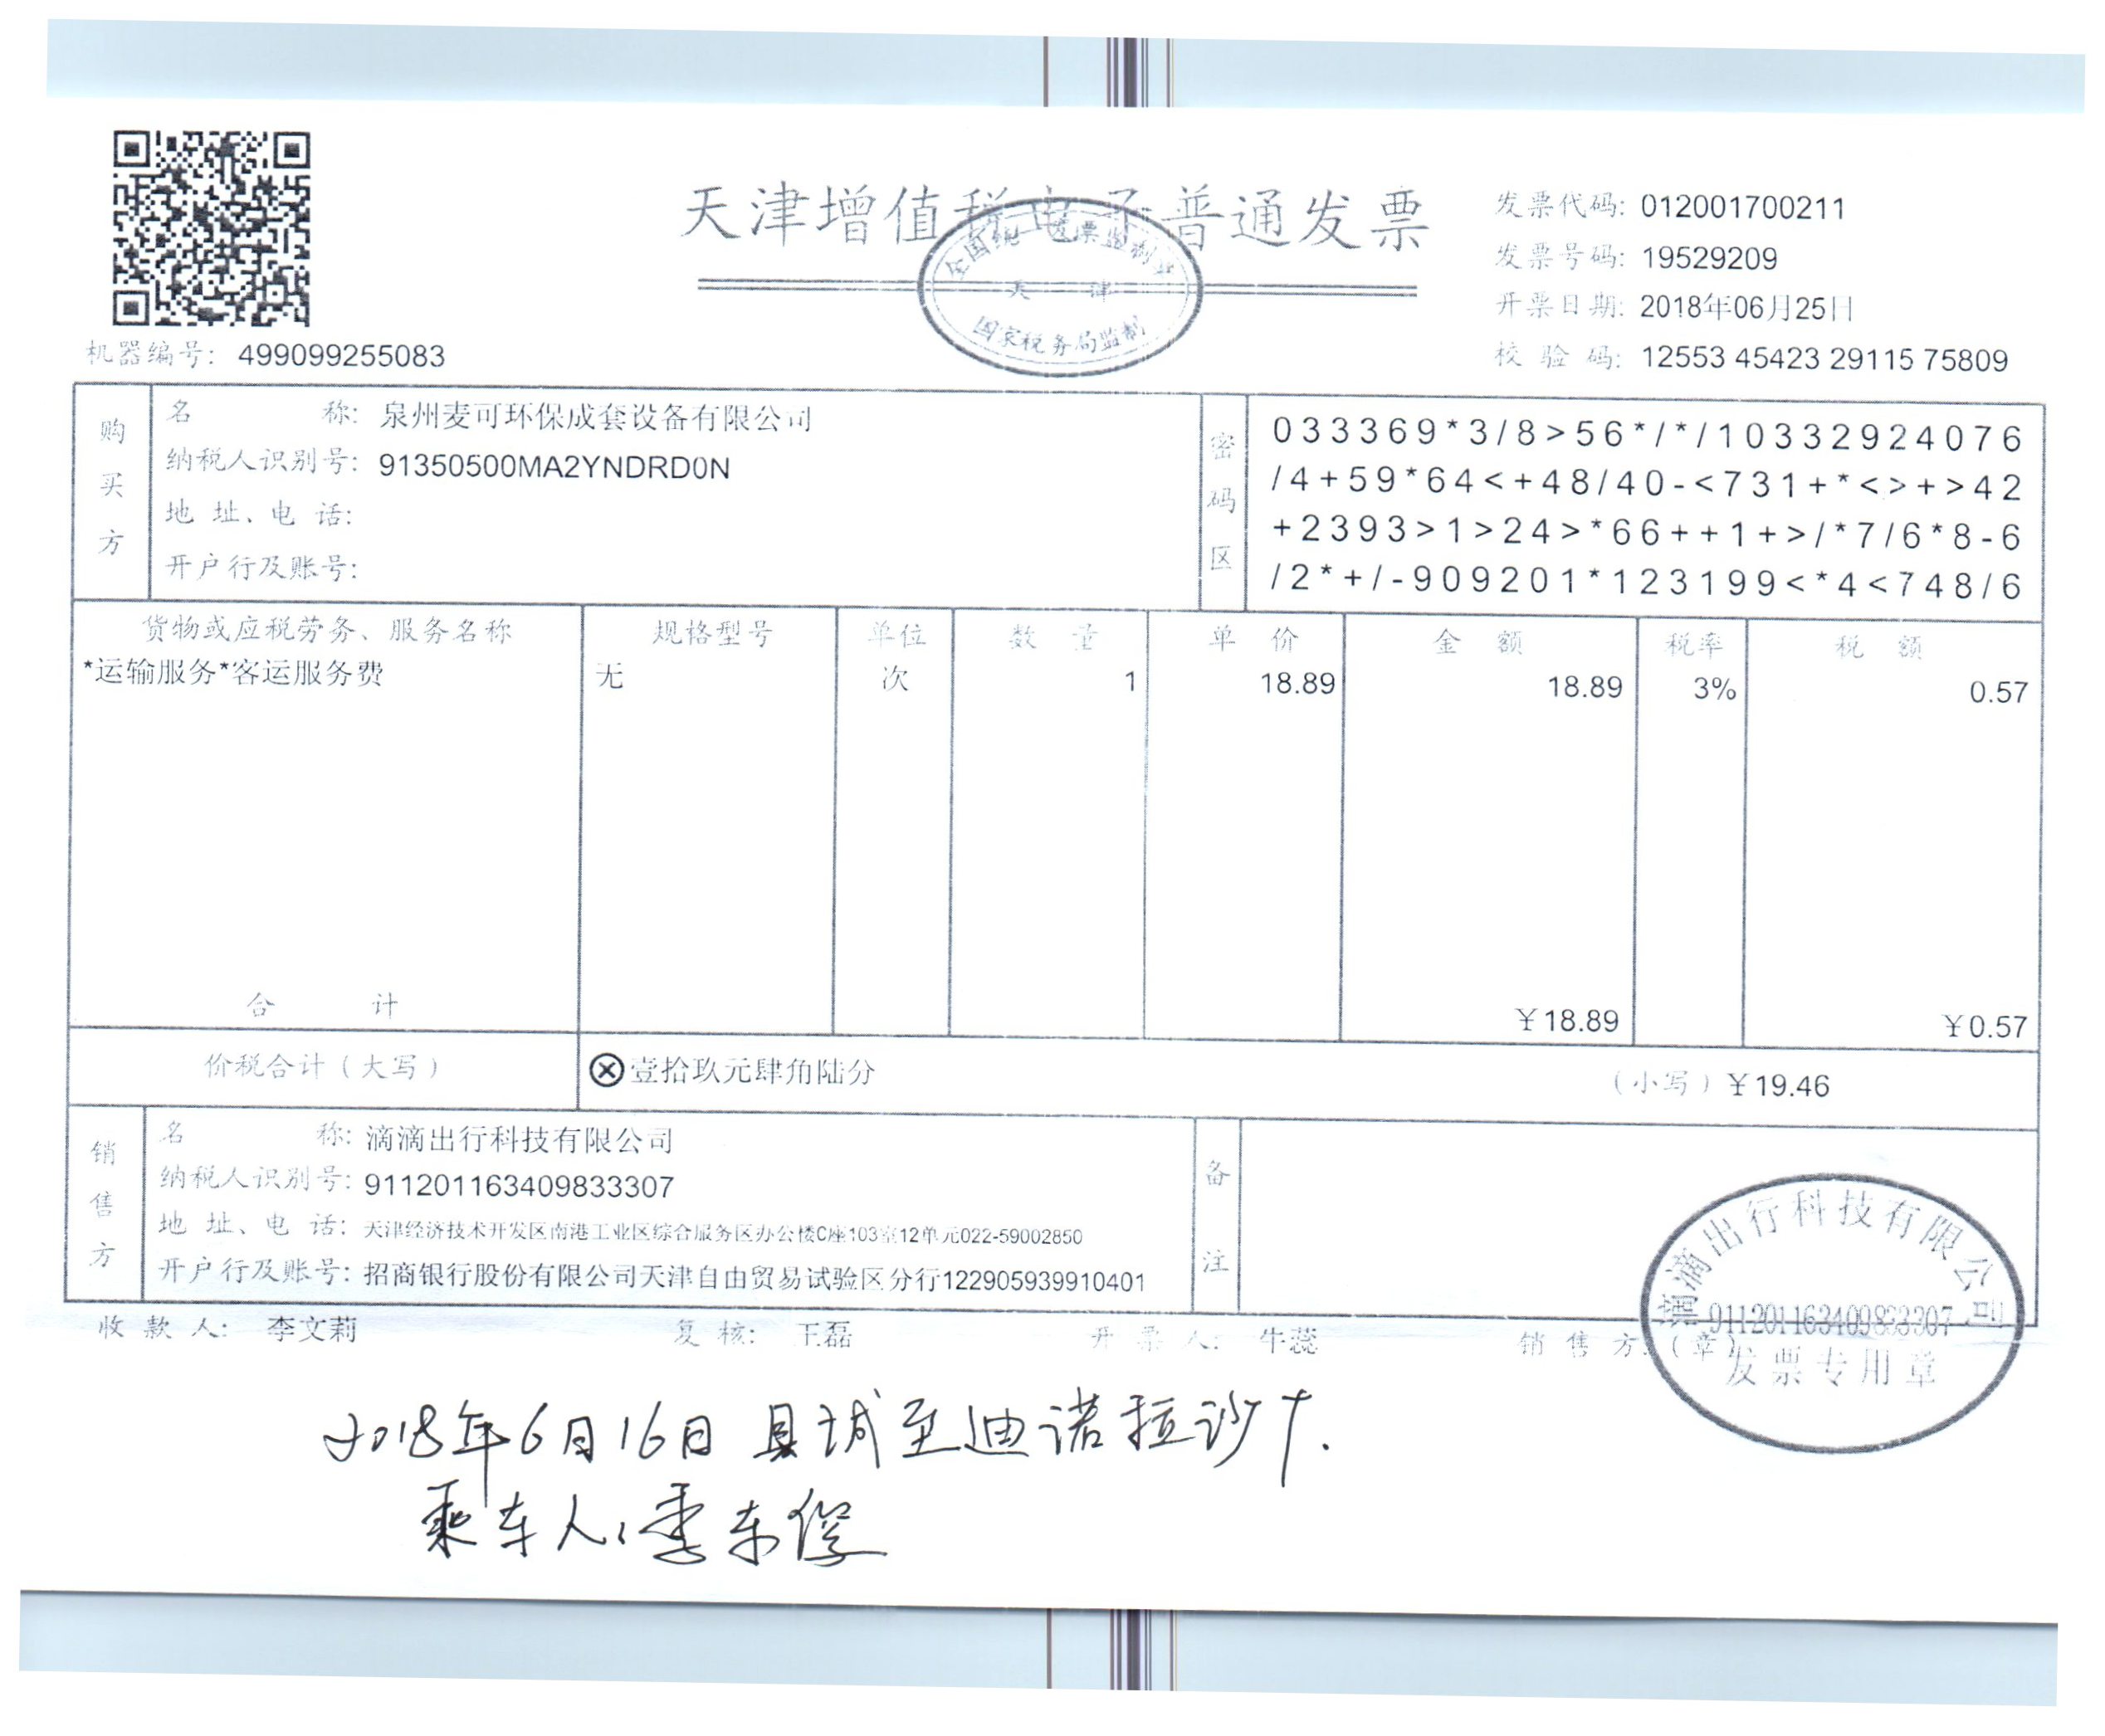 天津增值税电子普通发票
全国统一发票监制章
天津
国家税务局监制
发票代码: 012001700211
发票号码: 19529209
开票日期: 2018年06月25日
校 验 码: 12553 45423 29115 75809
机器编号: 499099255083
购买方
名 称: 泉州麦可环保成套设备有限公司
纳税人识别号: 91350500MA2YNDRD0N
地 址、电 话:
开户行及账号:
密码区
033369*3/8>56*/*/10332924076
/4+59*64<+48/40-<731+*<>+>42
+2393>1>24>*66++1+>/*7/6*8-6
/2*+/-909201*123199<*4<748/6
货物或应税劳务、服务名称 规格型号 单位 数 量 单 价 金 额 税率 税 额
*运输服务*客运服务费 无 次 1 18.89 18.89 3% 0.57
合 计 ￥18.89 ￥0.57
价税合计（大写） ⊗壹拾玖元肆角陆分 （小写）￥19.46
销售方
名 称: 滴滴出行科技有限公司
纳税人识别号: 911201163409833307
地 址、电 话: 天津经济技术开发区南港工业区综合服务区办公楼C座103室12单元022-59002850
开户行及账号: 招商银行股份有限公司天津自由贸易试验区分行122905939910401
备注
收 款 人: 李文莉 复 核: 王磊 开 票 人: 牛蕊 销 售 方:（章）
滴滴出行科技有限公司
911201163409833307
发票专用章
2018年6月16日 县城至迪诺拉沙
乘车人: 季东